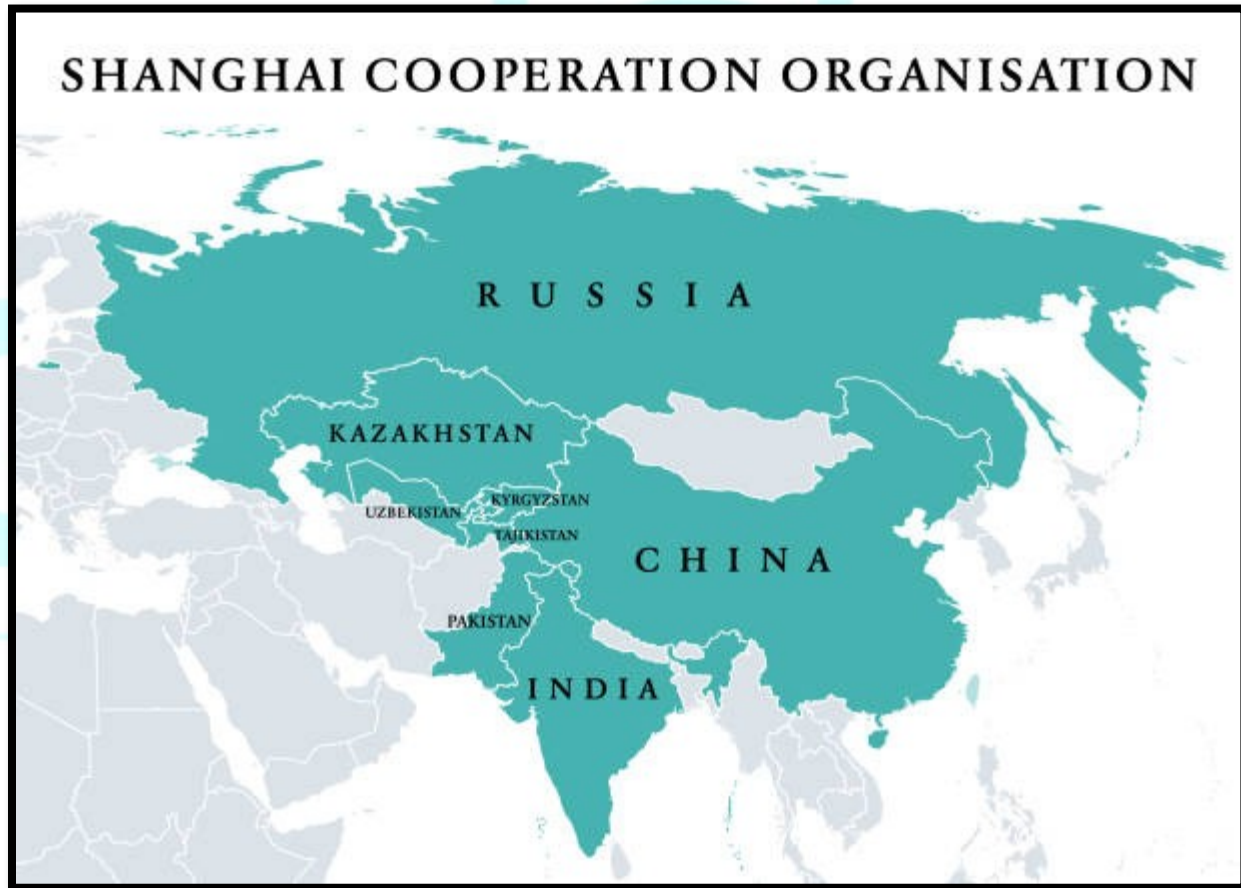 SHANGHAI COOPERATION ORGANISATION
RUSSIA
KAZAKHSTAN
KYRGYZSTAN
UZBEKISTAN
TAJIKISTAN
CHINA
PAKISTAN
INDIA